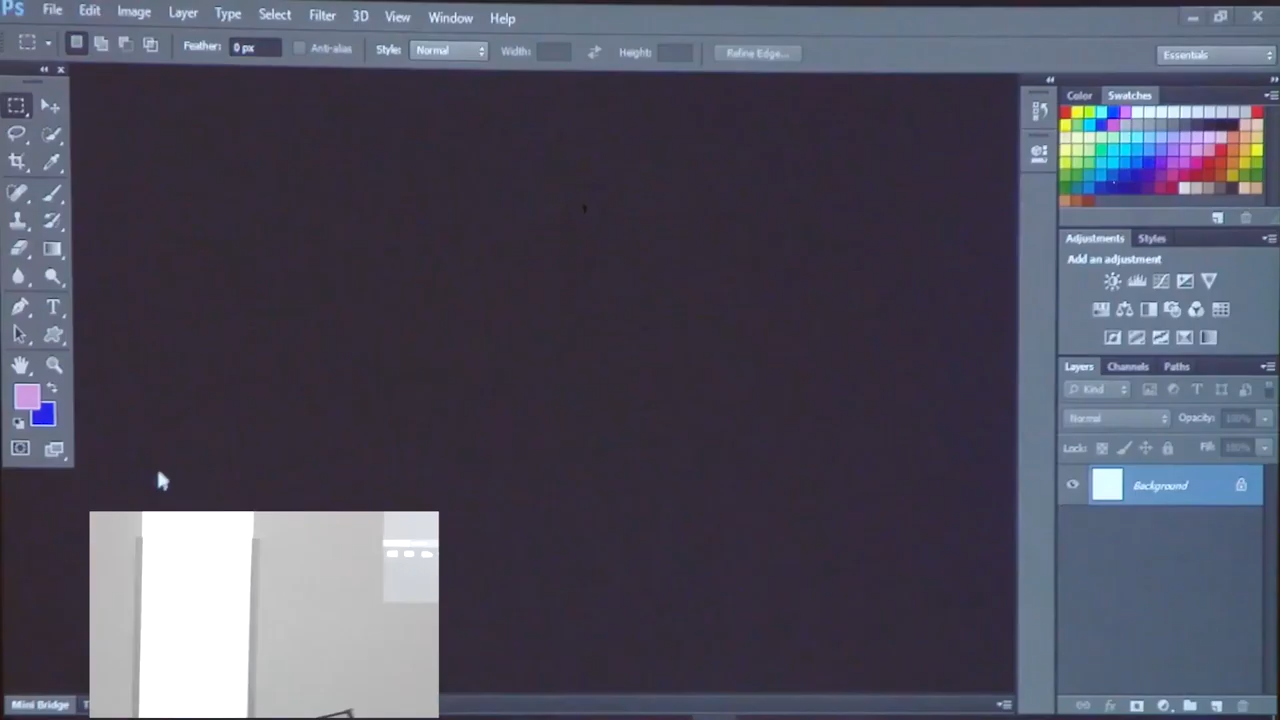 Ps File Edit Image Layer Type Select Filter 3D View Window Help
Feather: 0 px Anti-alias Style: Normal Width: Height: Refine Edge... Essentials
Color Swatches
Adjustments Styles
Add an adjustment
Layers Channels Paths
Kind
Normal Opacity: 100%
Lock: Fill: 100%
Background
Mini Bridge